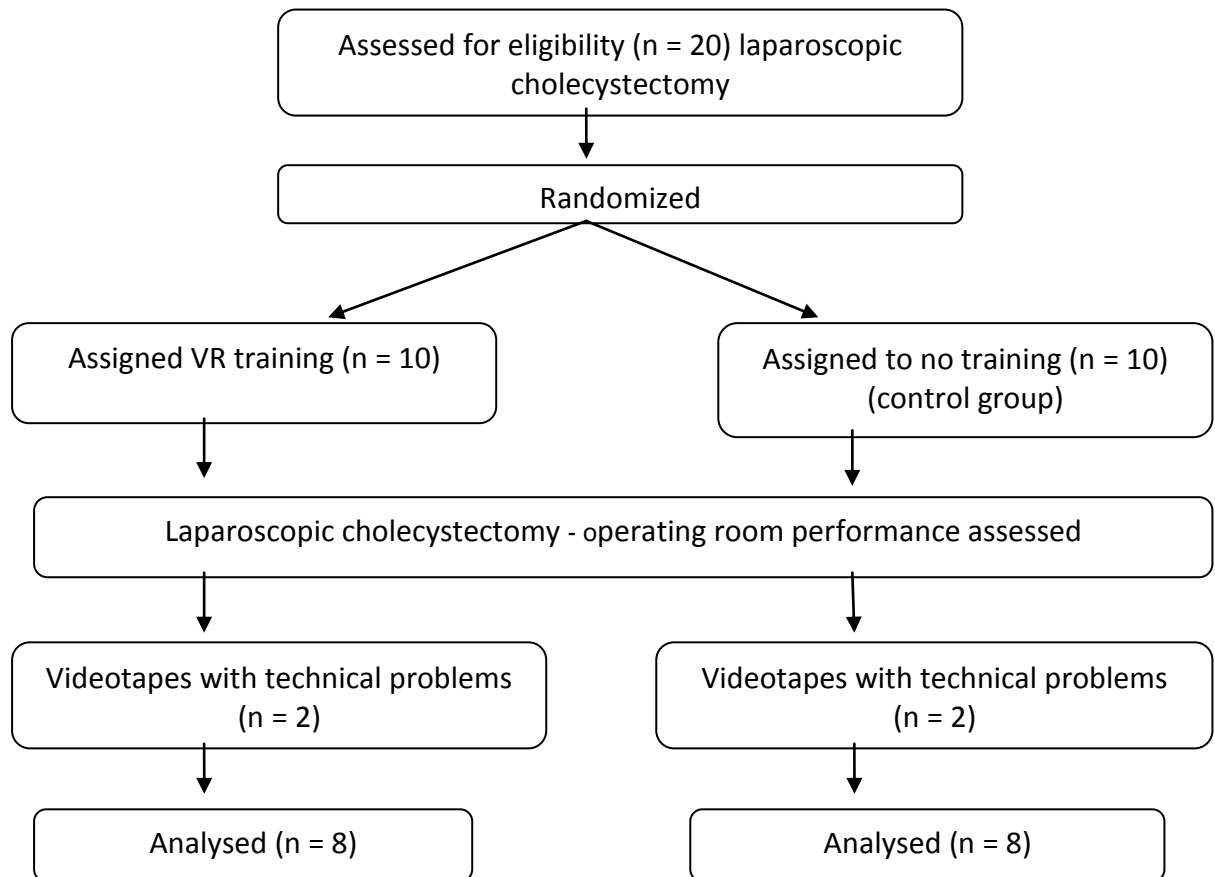 Assessed for eligibility (n = 20) laparoscopic
cholecystectomy
Randomized
Assigned VR training (n = 10)
Assigned to no training (n = 10)
(control group)
Laparoscopic cholecystectomy - operating room performance assessed
Videotapes with technical problems
(n = 2)
Videotapes with technical problems
(n = 2)
Analysed (n = 8)
Analysed (n = 8)